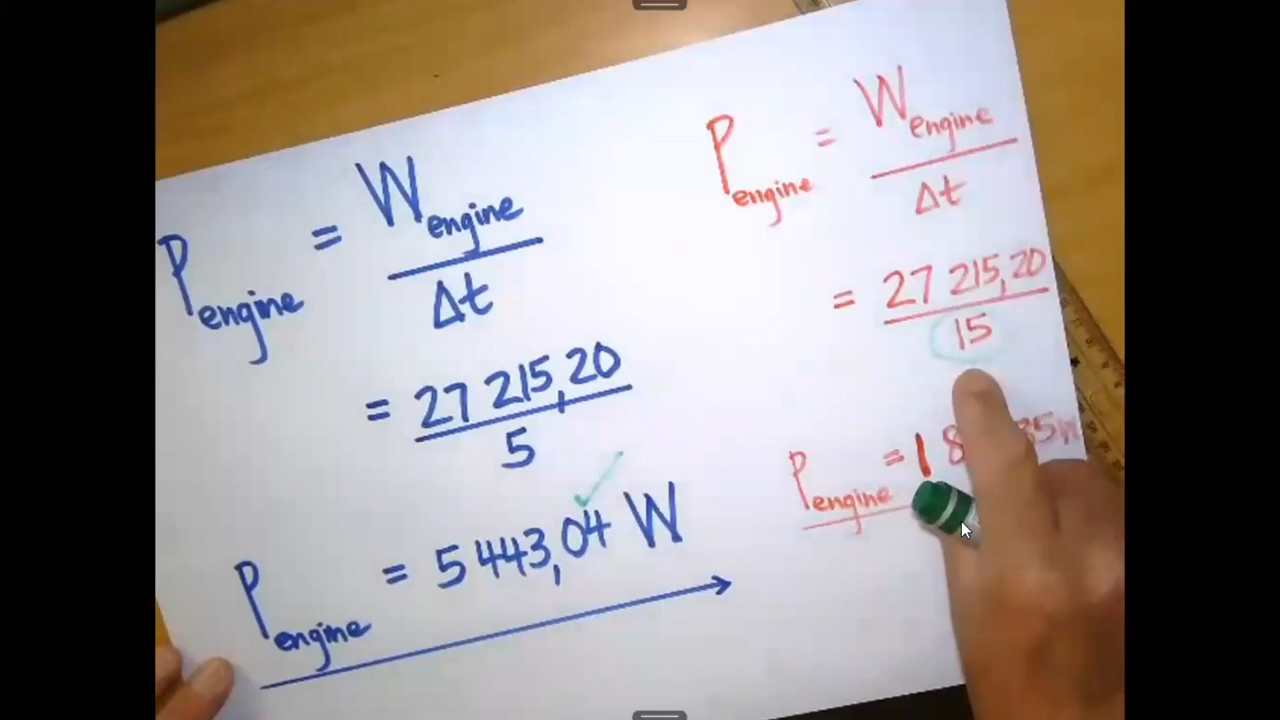 P engine = W engine / Δt
= 27 215,20 / 5
P engine = 5 443,04 W
P engine = W engine / Δt
= 27 215,20 / 15
P engine = 1 8